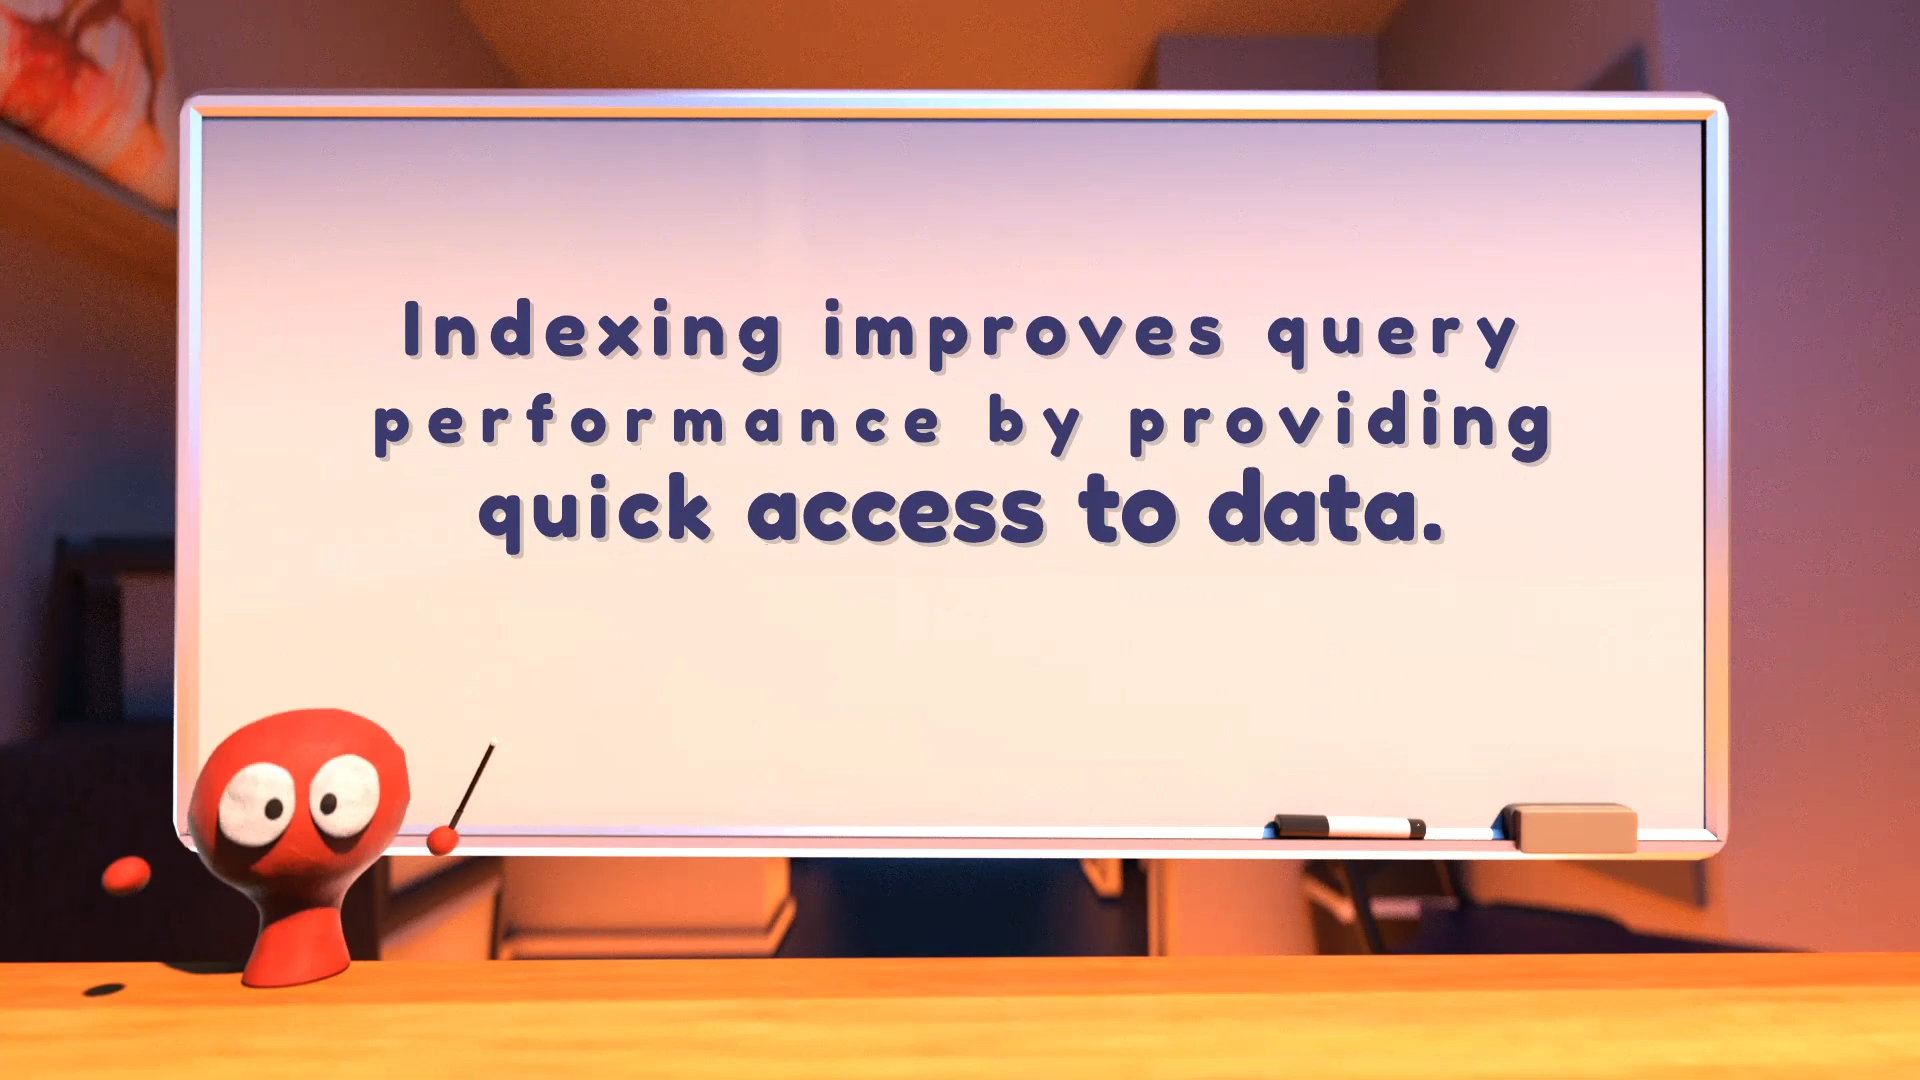 Indexing improves query
performance by providing
quick access to data.